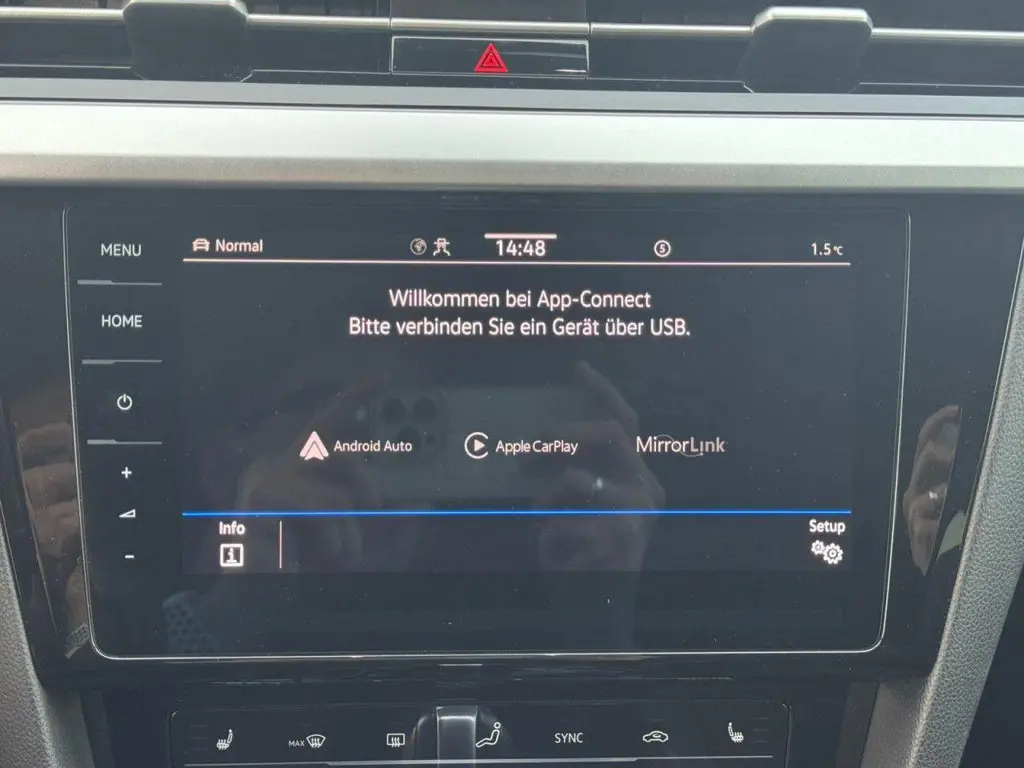 MENU
Normal
14:48
5
1.5°C
HOME
Willkommen bei App-Connect
Bitte verbinden Sie ein Gerät über USB.
Android Auto
Apple CarPlay
MirrorLink
+
-
Info
i
Setup
MAX
SYNC